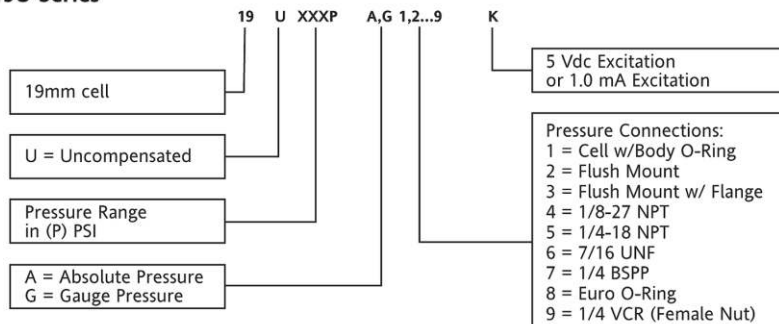 19 U XXXP A,G 1,2...9 K
19mm cell
U = Uncompensated
Pressure Range
in (P) PSI
A = Absolute Pressure
G = Gauge Pressure
5 Vdc Excitation
or 1.0 mA Excitation
Pressure Connections:
1 = Cell w/Body O-Ring
2 = Flush Mount
3 = Flush Mount w/ Flange
4 = 1/8-27 NPT
5 = 1/4-18 NPT
6 = 7/16 UNF
7 = 1/4 BSPP
8 = Euro O-Ring
9 = 1/4 VCR (Female Nut)